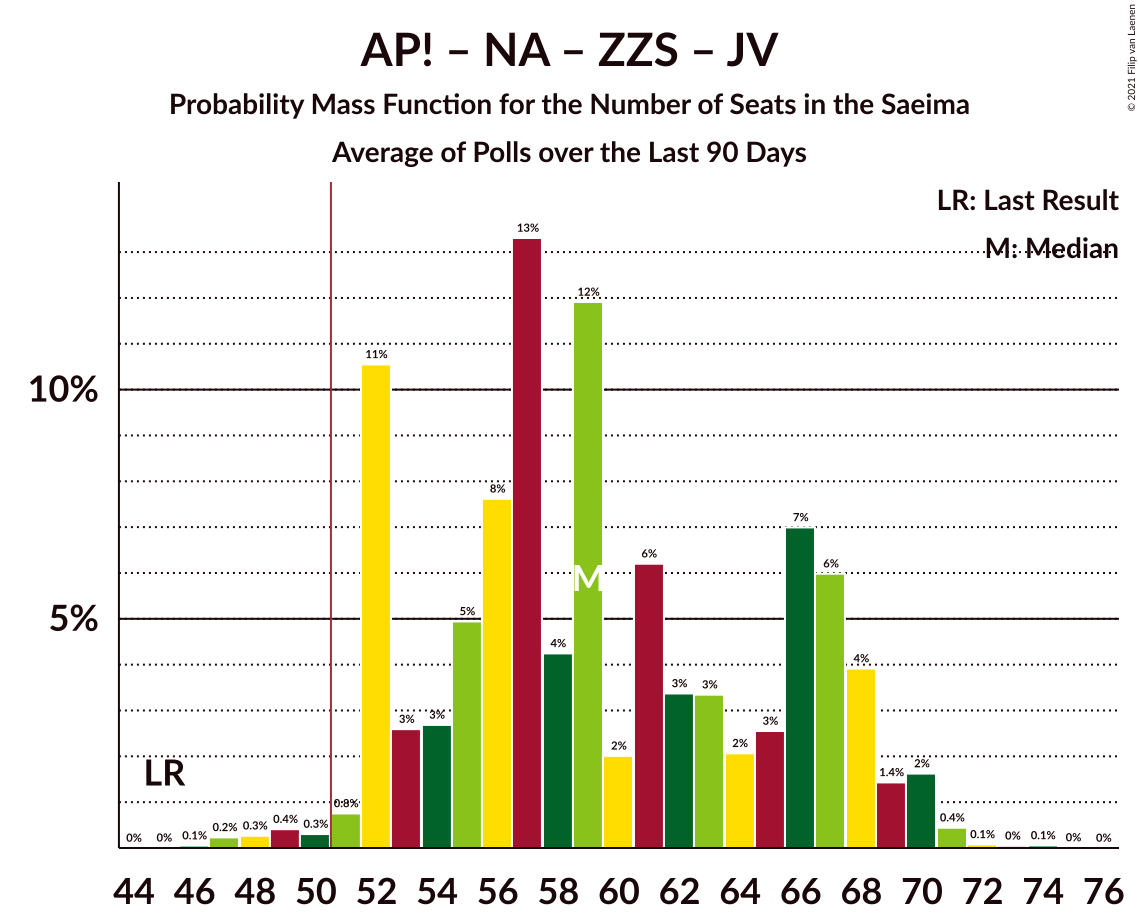 AP! – NA – ZZS – JV
Probability Mass Function for the Number of Seats in the Saeima
Average of Polls over the Last 90 Days
© 2021 Filip van Laenen
LR: Last Result
M: Median
10%
5%
LR
M
0% 0% 0.1% 0.2% 0.3% 0.4% 0.3% 0.8% 11% 3% 3% 5% 8% 13% 4% 12% 2% 6% 3% 3% 2% 3% 7% 6% 4% 1.4% 2% 0.4% 0.1% 0% 0.1% 0% 0%
44 46 48 50 52 54 56 58 60 62 64 66 68 70 72 74 76